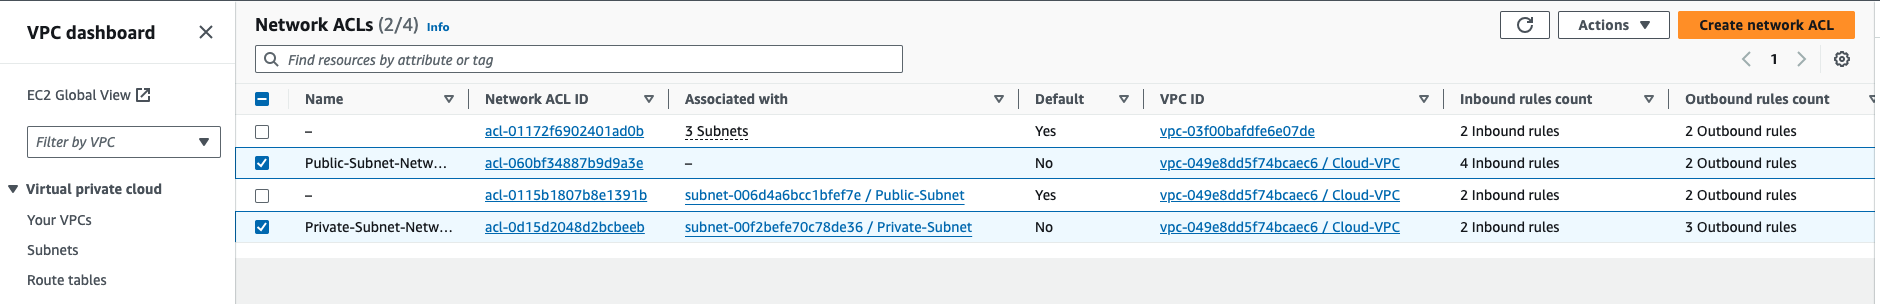 VPC dashboard
EC2 Global View
Filter by VPC
Virtual private cloud
Your VPCs
Subnets
Route tables
Network ACLs (2/4) Info
Actions
Create network ACL
Find resources by attribute or tag
1
Name Network ACL ID Associated with Default VPC ID Inbound rules count Outbound rules count
– acl-01172f6902401ad0b 3 Subnets Yes vpc-03f00bafdfe6e07de 2 Inbound rules 2 Outbound rules
Public-Subnet-Netw... acl-060bf34887b9d9a3e – No vpc-049e8dd5f74bcaec6 / Cloud-VPC 4 Inbound rules 2 Outbound rules
– acl-0115b1807b8e1391b subnet-006d4a6bcc1bfef7e / Public-Subnet Yes vpc-049e8dd5f74bcaec6 / Cloud-VPC 2 Inbound rules 2 Outbound rules
Private-Subnet-Netw... acl-0d15d2048d2bcbeeb subnet-00f2befe70c78de36 / Private-Subnet No vpc-049e8dd5f74bcaec6 / Cloud-VPC 2 Inbound rules 3 Outbound rules